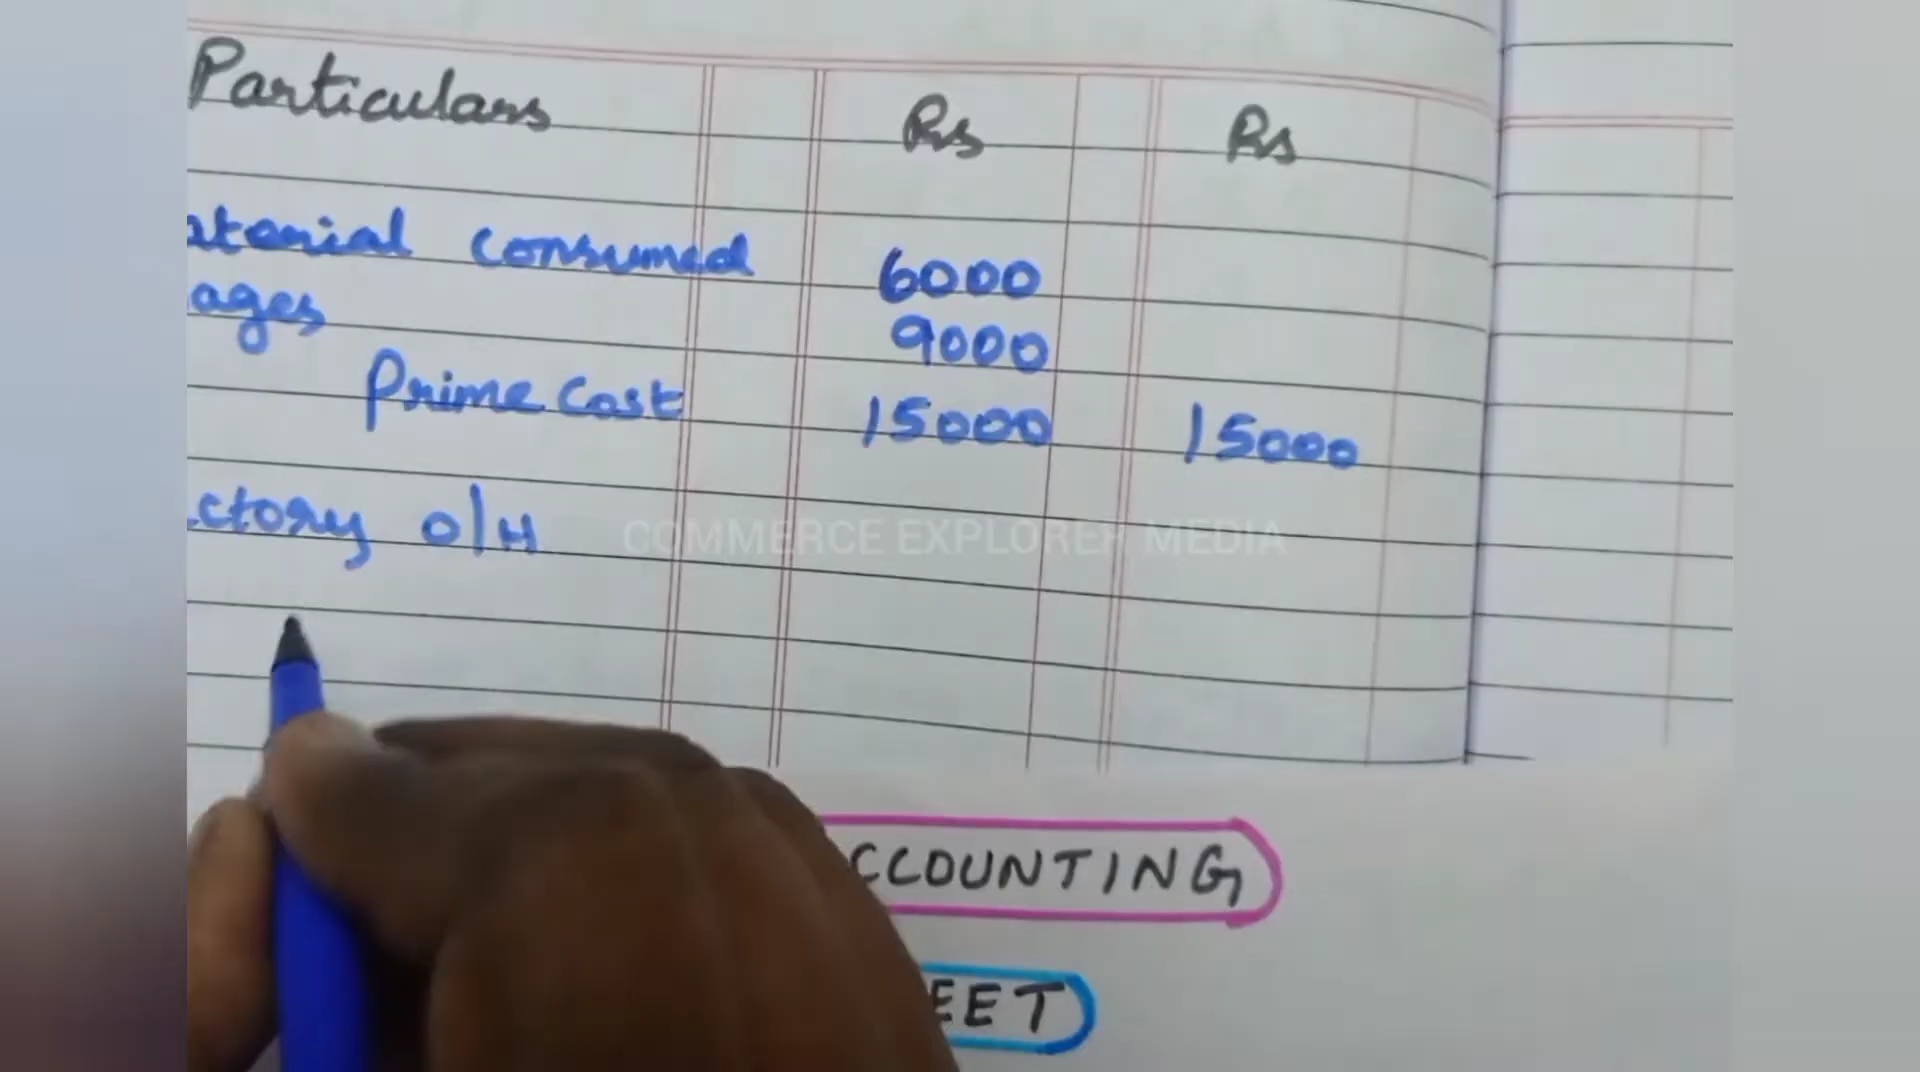 Particulars Rs Rs
aterial consumed 6000
ages 9000
Prime Cost 15000 15000
ctory o/H
COMMERCE EXPLORER MEDIA
CCOUNTING
EET